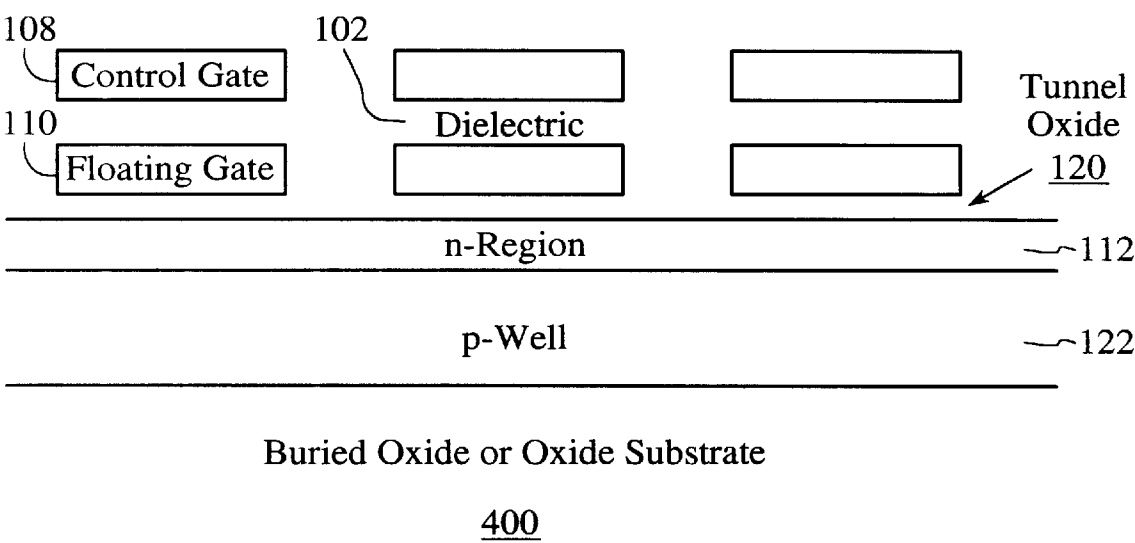 108
Control Gate
102
Tunnel
Oxide
120
110
Floating Gate
Dielectric
n-Region
112
p-Well
122
Buried Oxide or Oxide Substrate
400